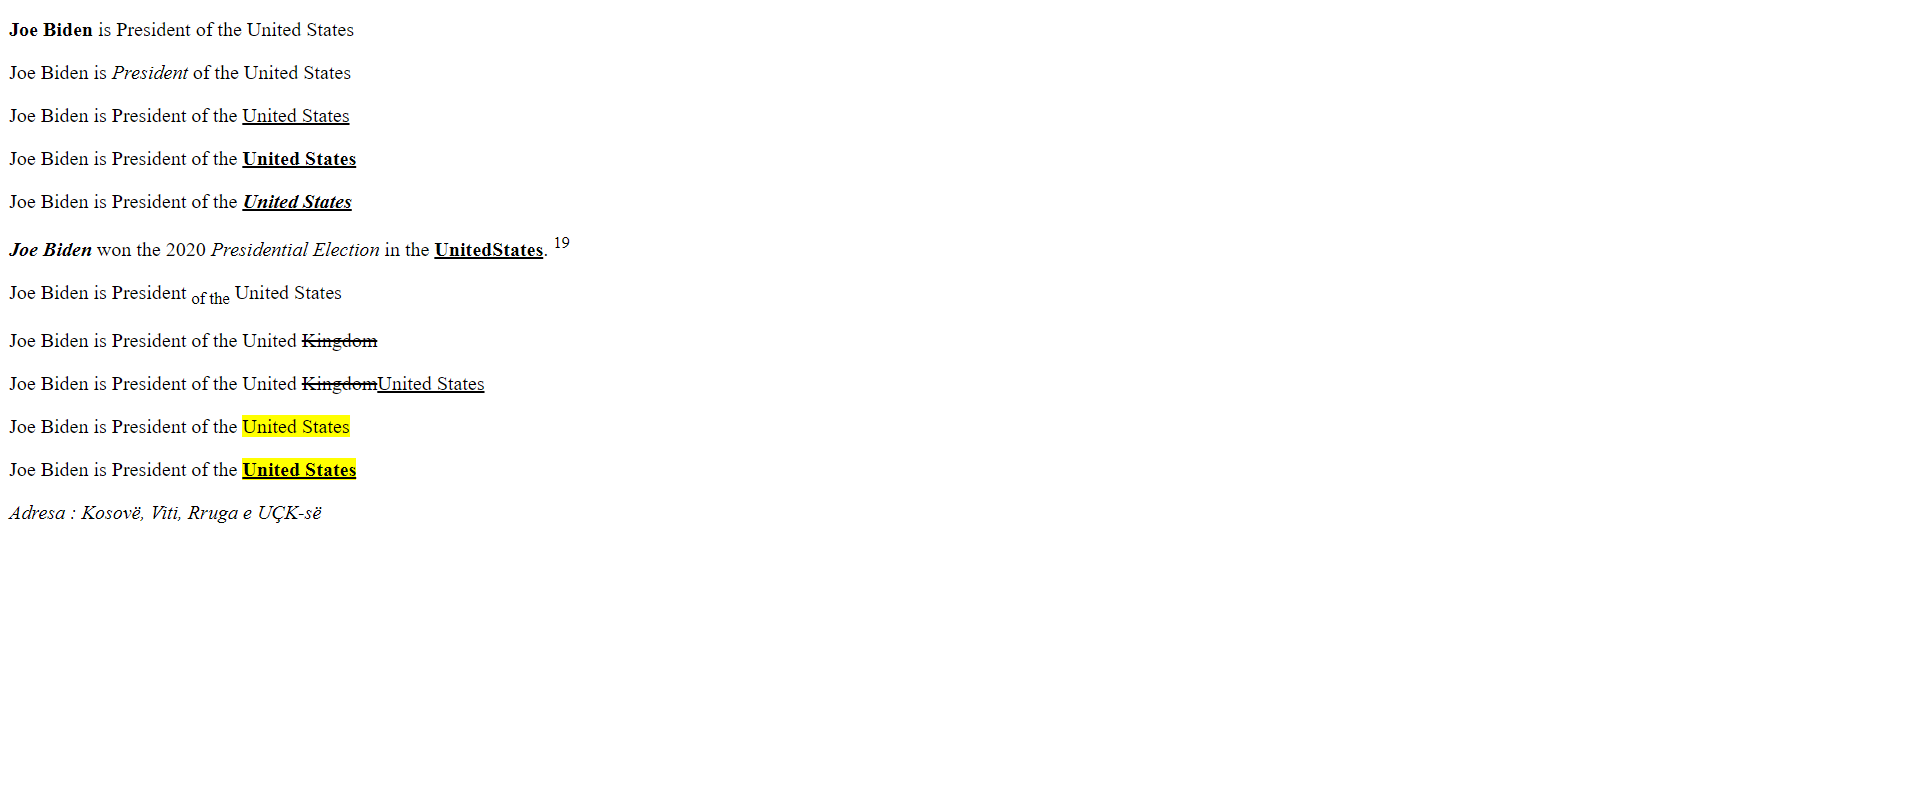 Joe Biden is President of the United States
Joe Biden is President of the United States
Joe Biden is President of the United States
Joe Biden is President of the United States
Joe Biden is President of the United States
Joe Biden won the 2020 Presidential Election in the UnitedStates. 19
Joe Biden is President of the United States
Joe Biden is President of the United Kingdom
Joe Biden is President of the United KingdomUnited States
Joe Biden is President of the United States
Joe Biden is President of the United States
Adresa : Kosovë, Viti, Rruga e UÇK-së